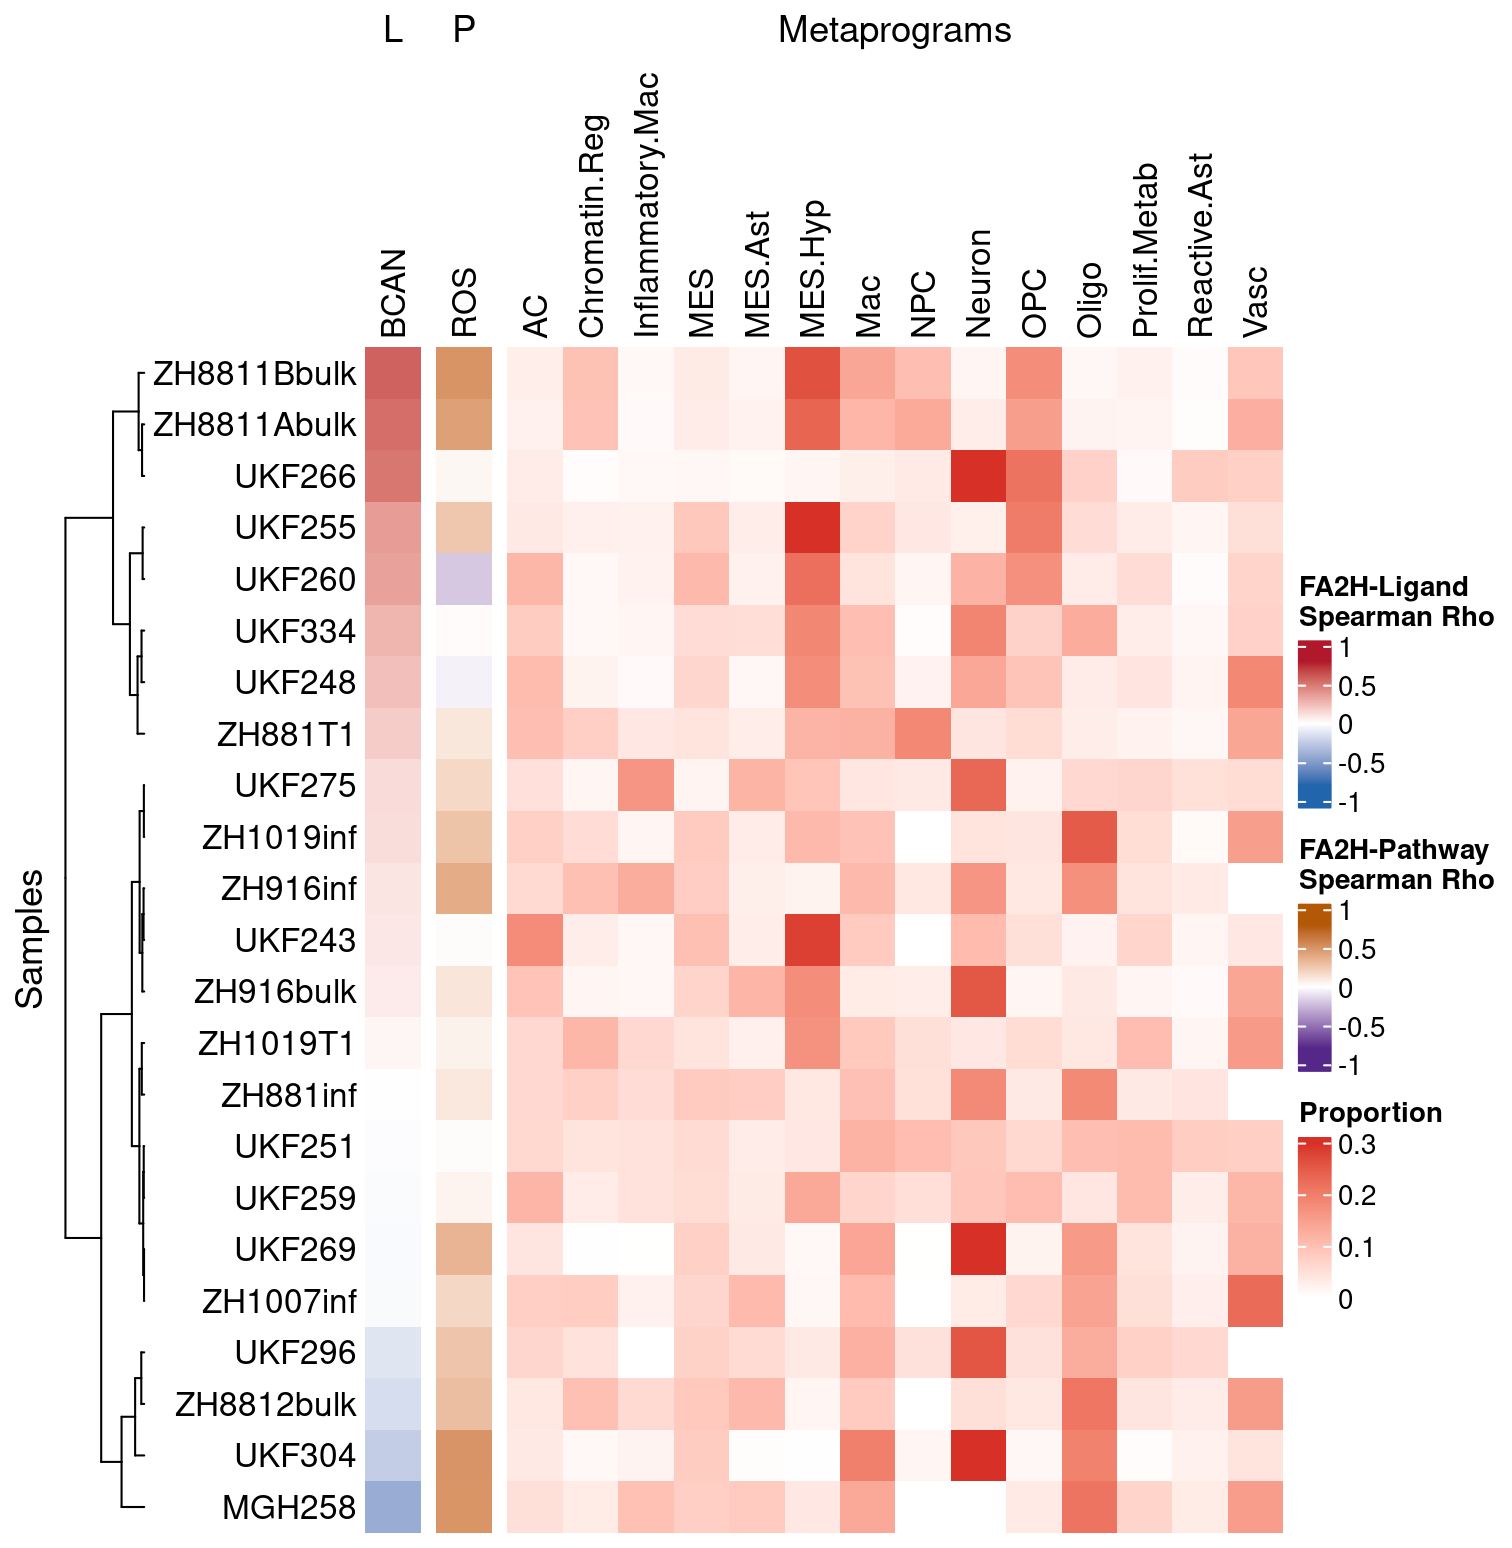 L P Metaprograms
BCAN
ROS
AC
Chromatin.Reg
Inflammatory.Mac
MES
MES.Ast
MES.Hyp
Mac
NPC
Neuron
OPC
Oligo
Prolif.Metab
Reactive.Ast
Vasc
Samples
ZH8811Bbulk
ZH8811Abulk
UKF266
UKF255
UKF260
UKF334
UKF248
ZH881T1
UKF275
ZH1019inf
ZH916inf
UKF243
ZH916bulk
ZH1019T1
ZH881inf
UKF251
UKF259
UKF269
ZH1007inf
UKF296
ZH8812bulk
UKF304
MGH258
FA2H-Ligand
Spearman Rho
1
0.5
0
-0.5
-1
FA2H-Pathway
Spearman Rho
1
0.5
0
-0.5
-1
Proportion
0.3
0.2
0.1
0